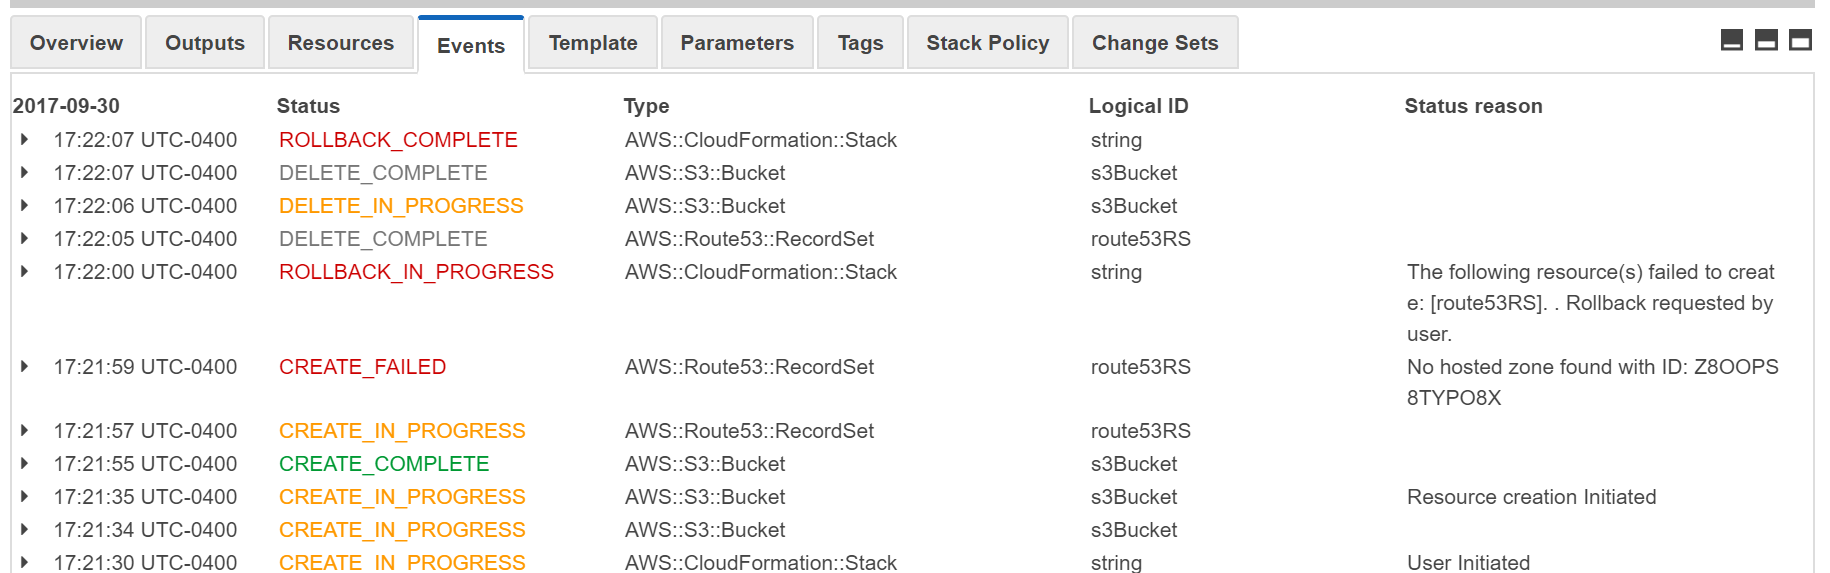 Overview Outputs Resources Events Template Parameters Tags Stack Policy Change Sets
2017-09-30 Status Type Logical ID Status reason
17:22:07 UTC-0400 ROLLBACK_COMPLETE AWS::CloudFormation::Stack string
17:22:07 UTC-0400 DELETE_COMPLETE AWS::S3::Bucket s3Bucket
17:22:06 UTC-0400 DELETE_IN_PROGRESS AWS::S3::Bucket s3Bucket
17:22:05 UTC-0400 DELETE_COMPLETE AWS::Route53::RecordSet route53RS
17:22:00 UTC-0400 ROLLBACK_IN_PROGRESS AWS::CloudFormation::Stack string The following resource(s) failed to creat
e: [route53RS]. . Rollback requested by
user.
17:21:59 UTC-0400 CREATE_FAILED AWS::Route53::RecordSet route53RS No hosted zone found with ID: Z8OOPS
8TYPO8X
17:21:57 UTC-0400 CREATE_IN_PROGRESS AWS::Route53::RecordSet route53RS
17:21:55 UTC-0400 CREATE_COMPLETE AWS::S3::Bucket s3Bucket
17:21:35 UTC-0400 CREATE_IN_PROGRESS AWS::S3::Bucket s3Bucket Resource creation Initiated
17:21:34 UTC-0400 CREATE_IN_PROGRESS AWS::S3::Bucket s3Bucket
17:21:30 UTC-0400 CREATE_IN_PROGRESS AWS::CloudFormation::Stack string User Initiated